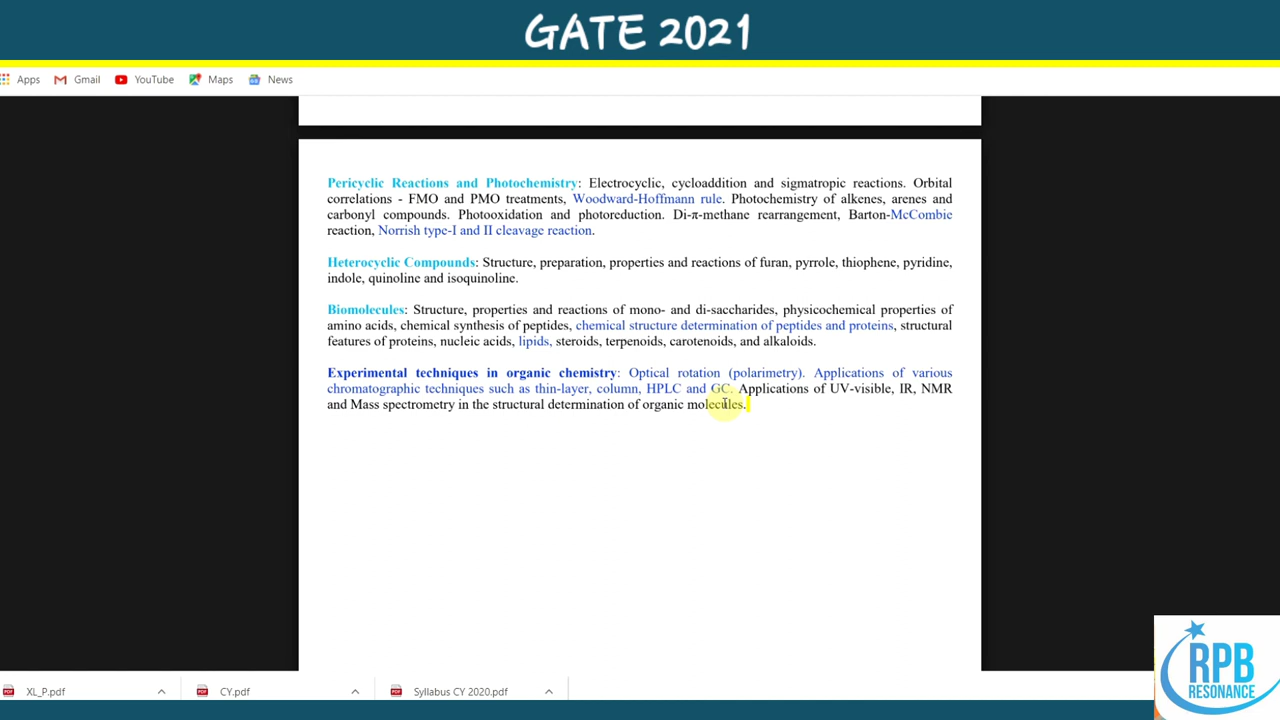 GATE 2021
Apps Gmail YouTube Maps News
Pericyclic Reactions and Photochemistry: Electrocyclic, cycloaddition and sigmatropic reactions. Orbital
correlations - FMO and PMO treatments, Woodward-Hoffmann rule. Photochemistry of alkenes, arenes and
carbonyl compounds. Photooxidation and photoreduction. Di-π-methane rearrangement, Barton-McCombie
reaction, Norrish type-I and II cleavage reaction.
Heterocyclic Compounds: Structure, preparation, properties and reactions of furan, pyrrole, thiophene, pyridine,
indole, quinoline and isoquinoline.
Biomolecules: Structure, properties and reactions of mono- and di-saccharides, physicochemical properties of
amino acids, chemical synthesis of peptides, chemical structure determination of peptides and proteins, structural
features of proteins, nucleic acids, lipids, steroids, terpenoids, carotenoids, and alkaloids.
Experimental techniques in organic chemistry: Optical rotation (polarimetry). Applications of various
chromatographic techniques such as thin-layer, column, HPLC and GC. Applications of UV-visible, IR, NMR
and Mass spectrometry in the structural determination of organic molecules.
XL_P.pdf CY.pdf Syllabus CY 2020.pdf
RPB
RESONANCE